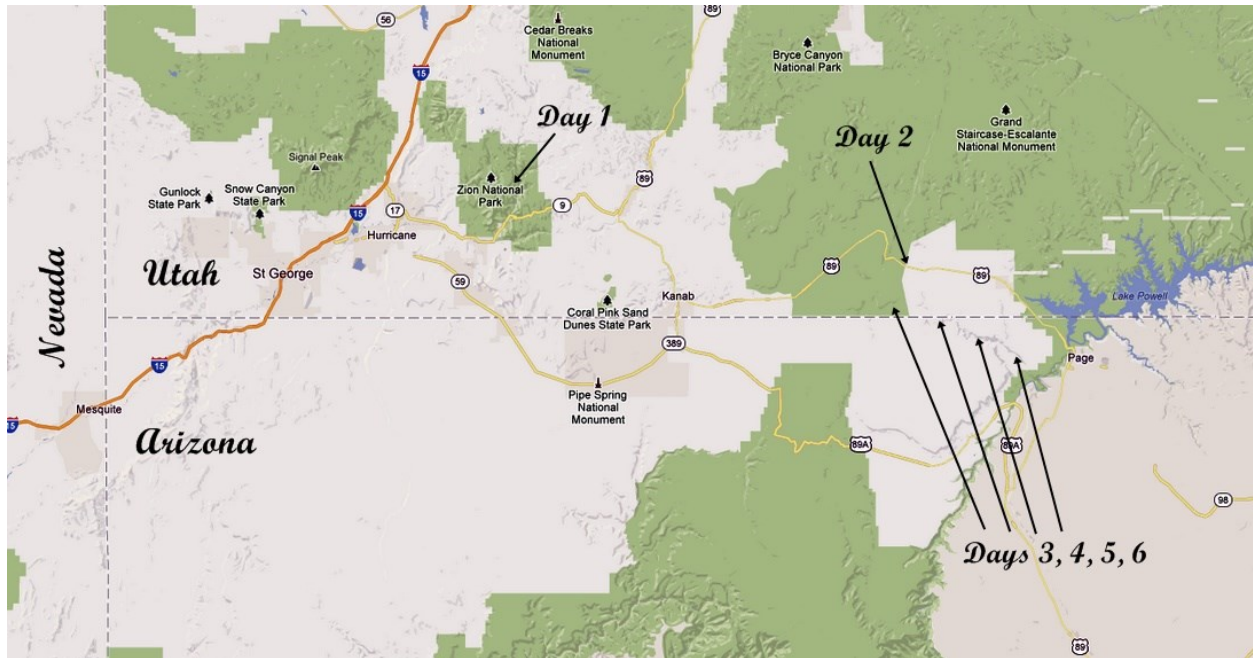 56
89
Cedar Breaks
National
Monument
Bryce Canyon
National Park
15
Day 1
Grand
Staircase-Escalante
National Monument
Day 2
Signal Peak
Zion National
Park
89
Gunlock
State Park
Snow Canyon
State Park
9
17
15
Hurricane
Nevada
Utah
St George
59
89
89
Coral Pink Sand
Dunes State Park
Kanab
Lake Powell
389
Page
15
Pipe Spring
National
Monument
Mesquite
15
Arizona
89A
89A
98
Days 3, 4, 5, 6
89